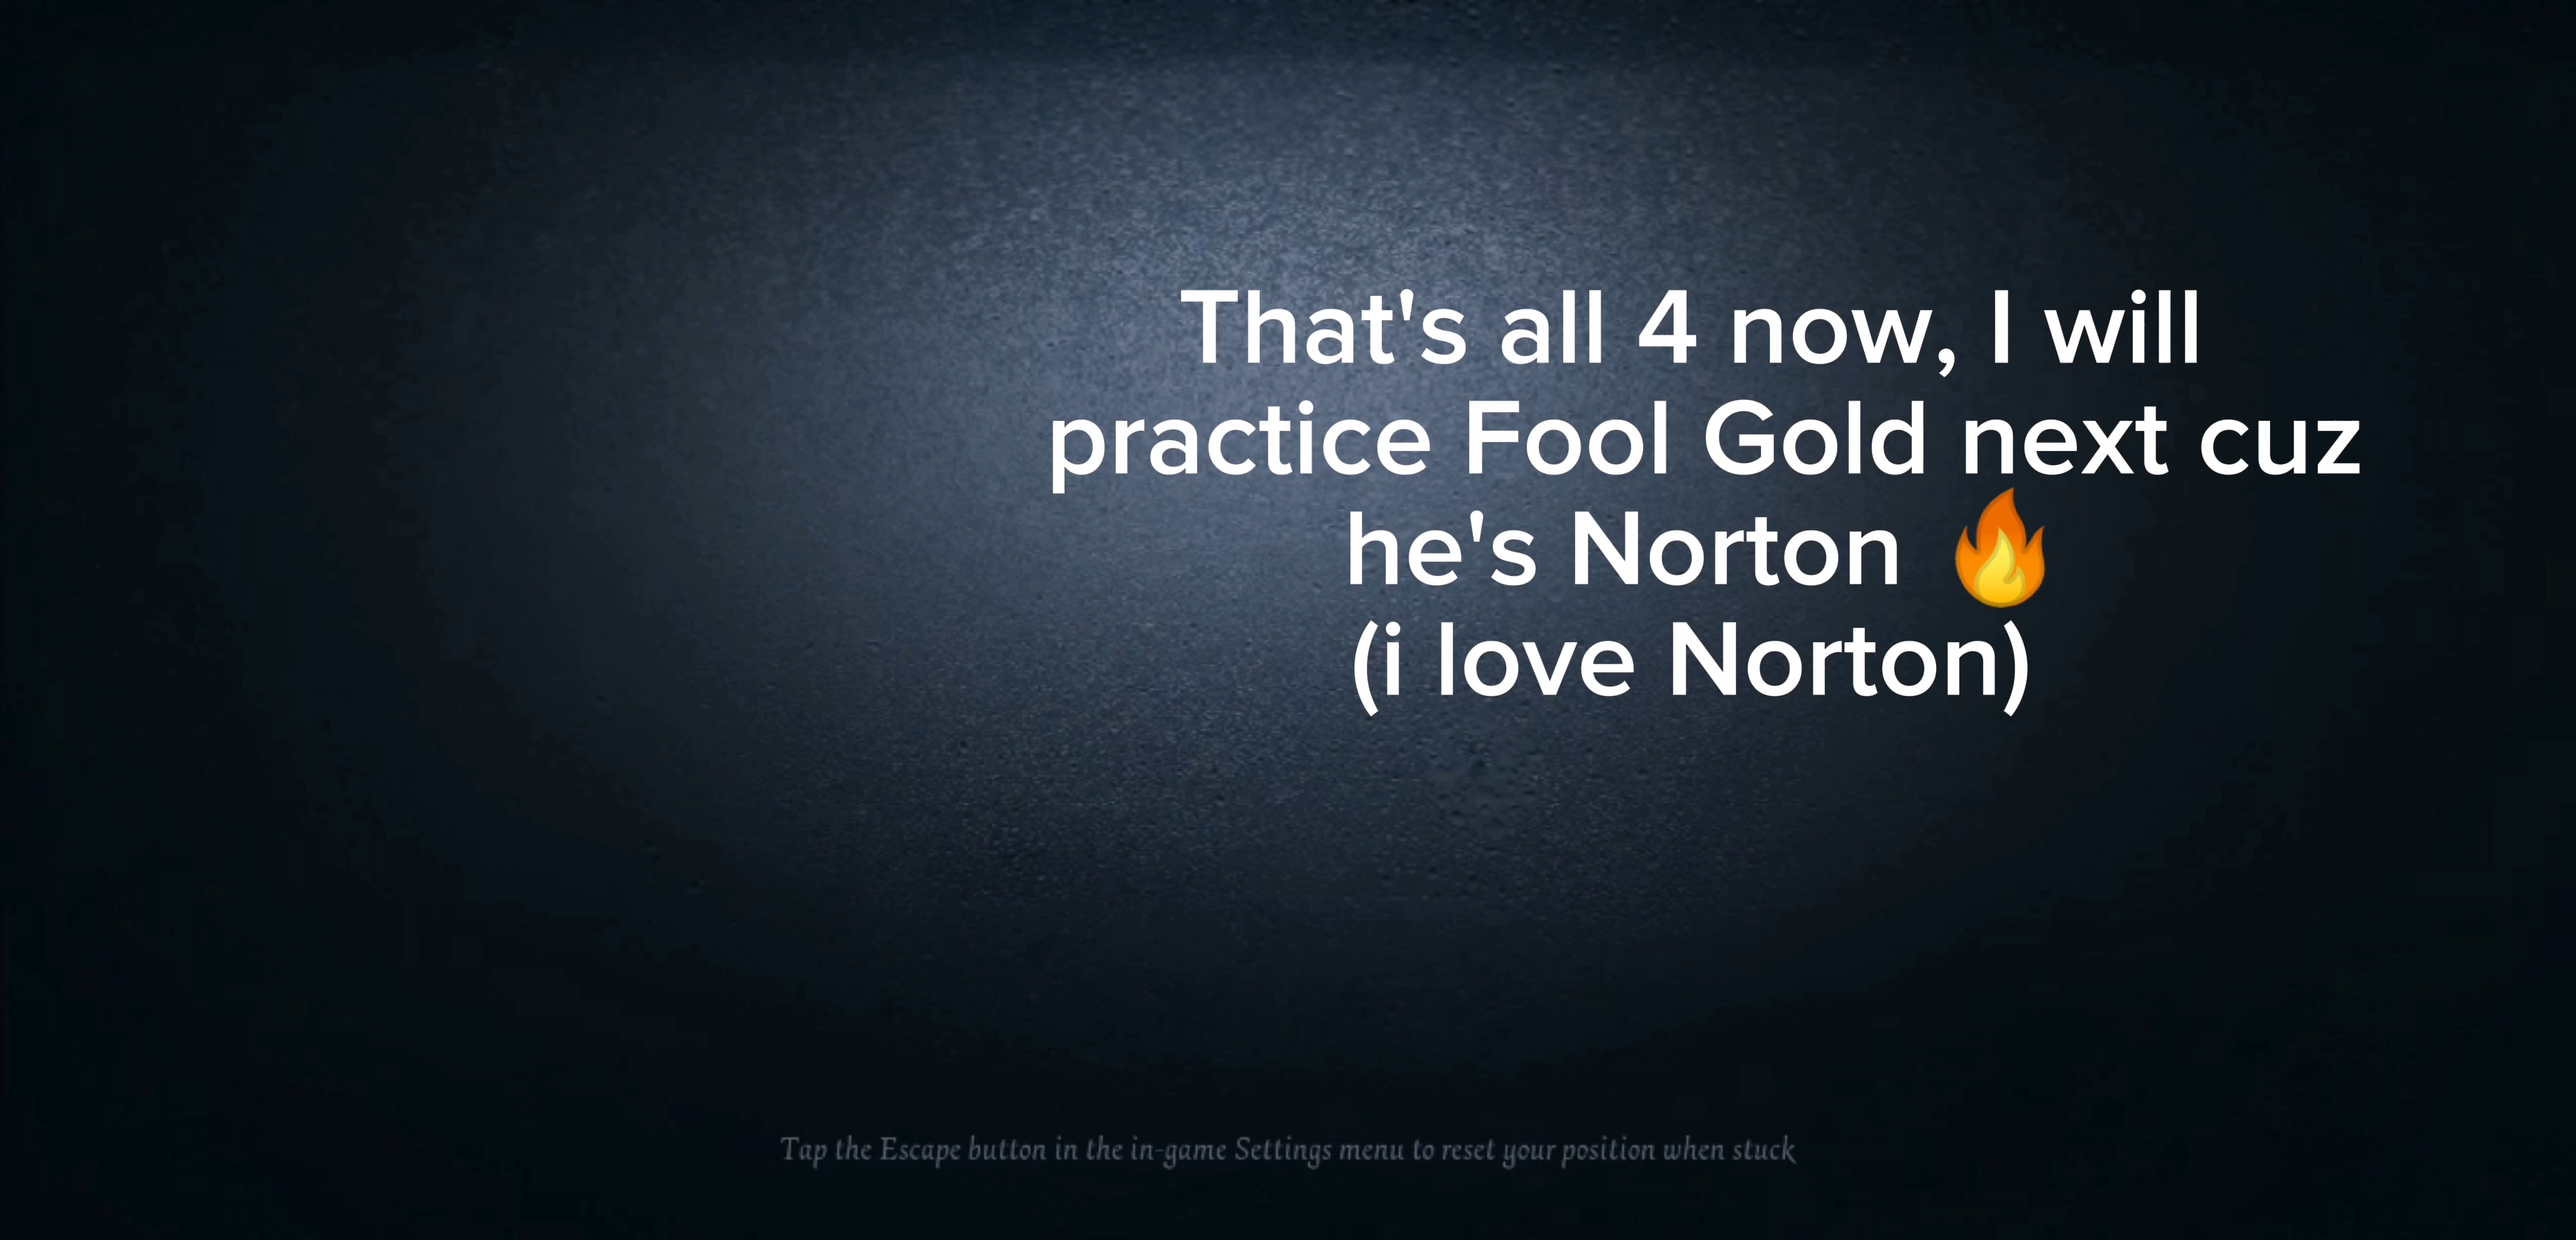 That's all 4 now, I will
practice Fool Gold next cuz
he's Norton 🔥
(i love Norton)
Tap the Escape button in the in-game Settings menu to reset your position when stuck